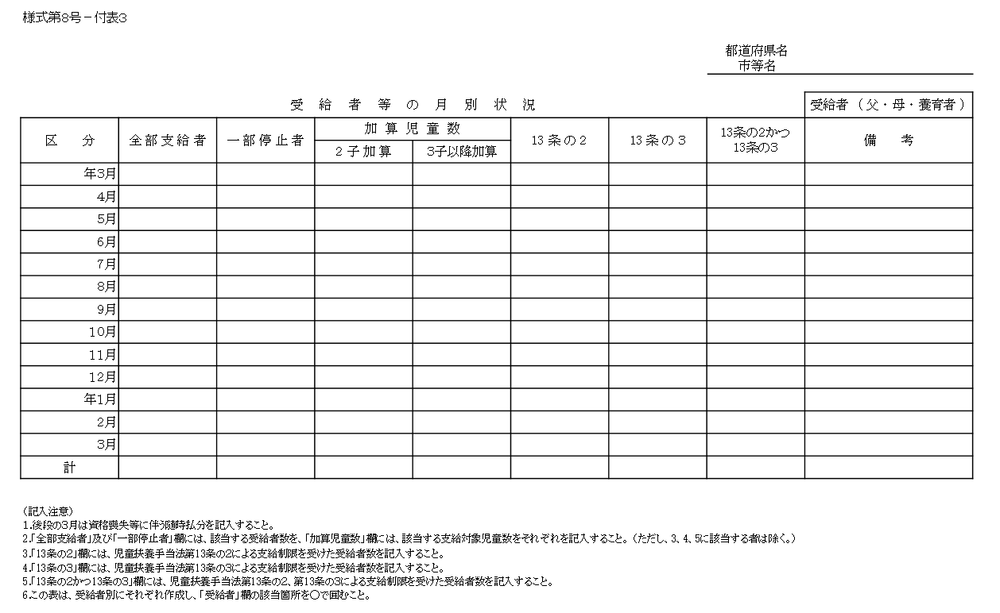 様式第8号－付表3
都道府県名
市等名
受給者等の月別状況
受給者（父・母・養育者）
区　分
全部支給者
一部停止者
加算児童数
2子加算
3子以降加算
13条の2
13条の3
13条の2かつ
13条の3
備　考
年3月
4月
5月
6月
7月
8月
9月
10月
11月
12月
年1月
2月
3月
計
（記入注意）
1.後段の3月は資格喪失等に伴う随時払分を記入すること。
2.「全部支給者」及び「一部停止者」欄には、該当する受給者数を、「加算児童数」欄には、該当する支給対象児童数をそれぞれを記入すること。（ただし、3、4、5に該当する者は除く。）
3.「13条の2」欄には、児童扶養手当法第13条の2による支給制限を受けた受給者数を記入すること。
4.「13条の3」欄には、児童扶養手当法第13条の3による支給制限を受けた受給者数を記入すること。
5.「13条の2かつ13条の3」欄には、児童扶養手当法第13条の2、第13条の3による支給制限を受けた受給者数を記入すること。
6.この表は、受給者別にそれぞれ作成し、「受給者」欄の該当箇所を○で囲むこと。